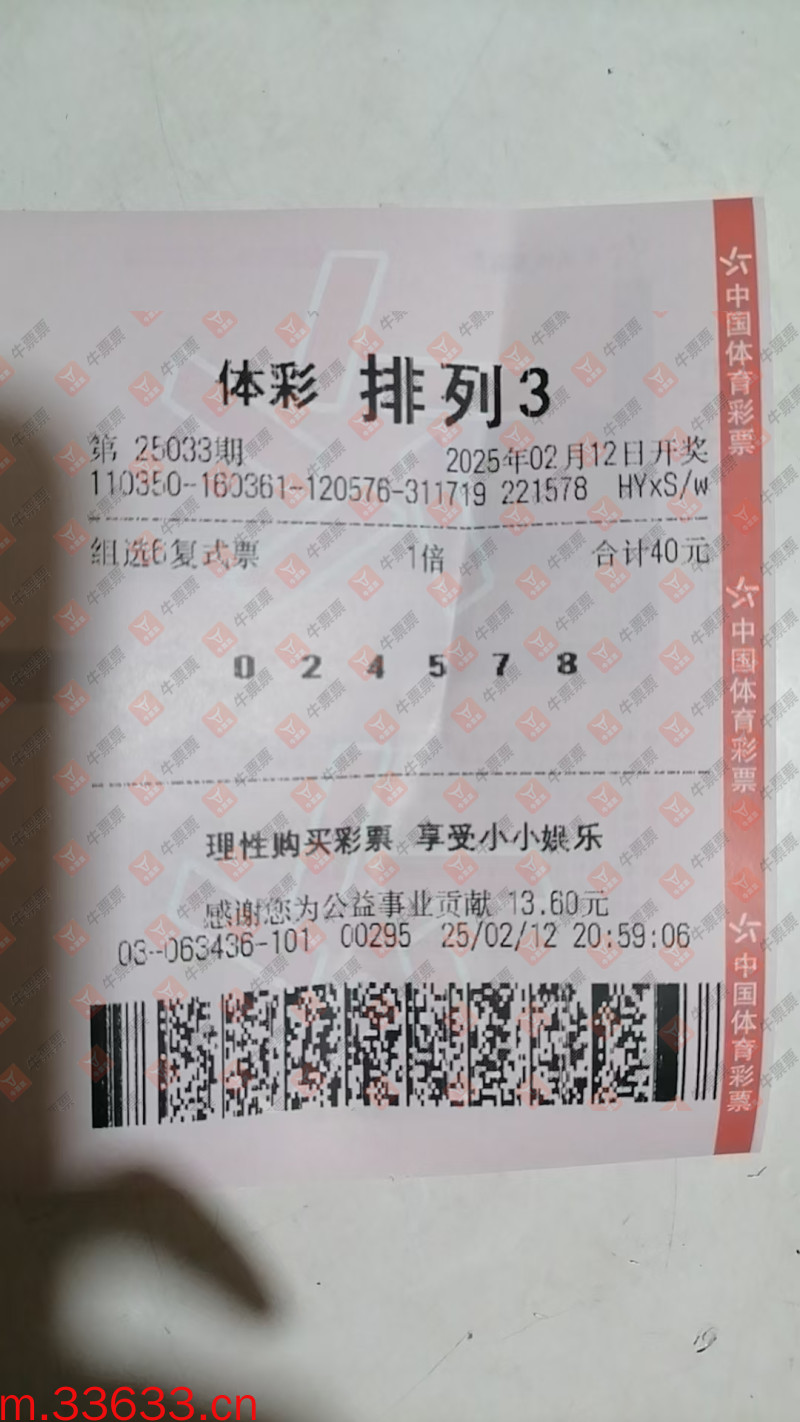 体彩 排列3
第 25033期 2025年02月12日开奖
110350-160361-120576-311719 221578 HYxS/w
组选6复式票 1倍 合计40元
0 2 4 5 7 8
理性购买彩票 享受小小娱乐
感谢您为公益事业贡献 13.60元
03-063436-101 00295 25/02/12 20:59:06
中国体育彩票
中国体育彩票
中国体育彩票
牛票票
m.33633.cn